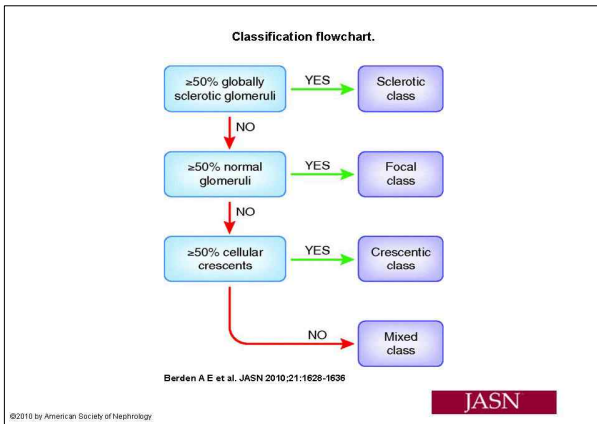 Classification flowchart.
≥50% globally
sclerotic glomeruli
YES
Sclerotic
class
NO
≥50% normal
glomeruli
YES
Focal
class
NO
≥50% cellular
crescents
YES
Crescentic
class
NO
Mixed
class
Berden A E et al. JASN 2010;21:1628-1636
JASN
©2010 by American Society of Nephrology